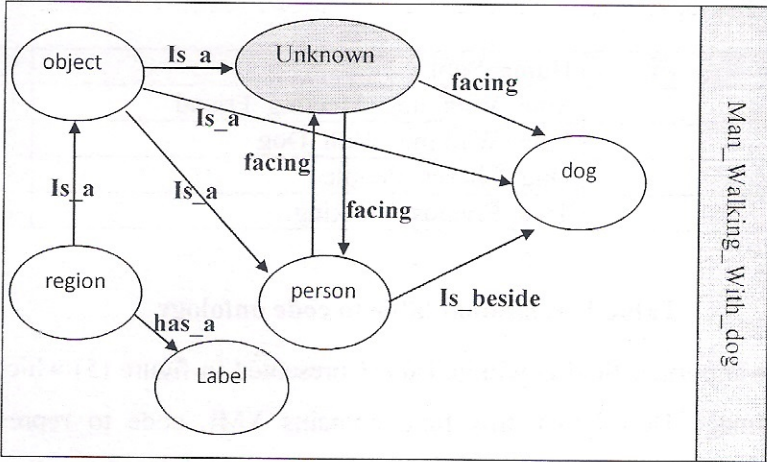 object
Is_a
Unknown
facing
Is_a
dog
facing
Is_a
Is_a
facing
region
person
Is_beside
has_a
Label
Man_Walking_With_dog